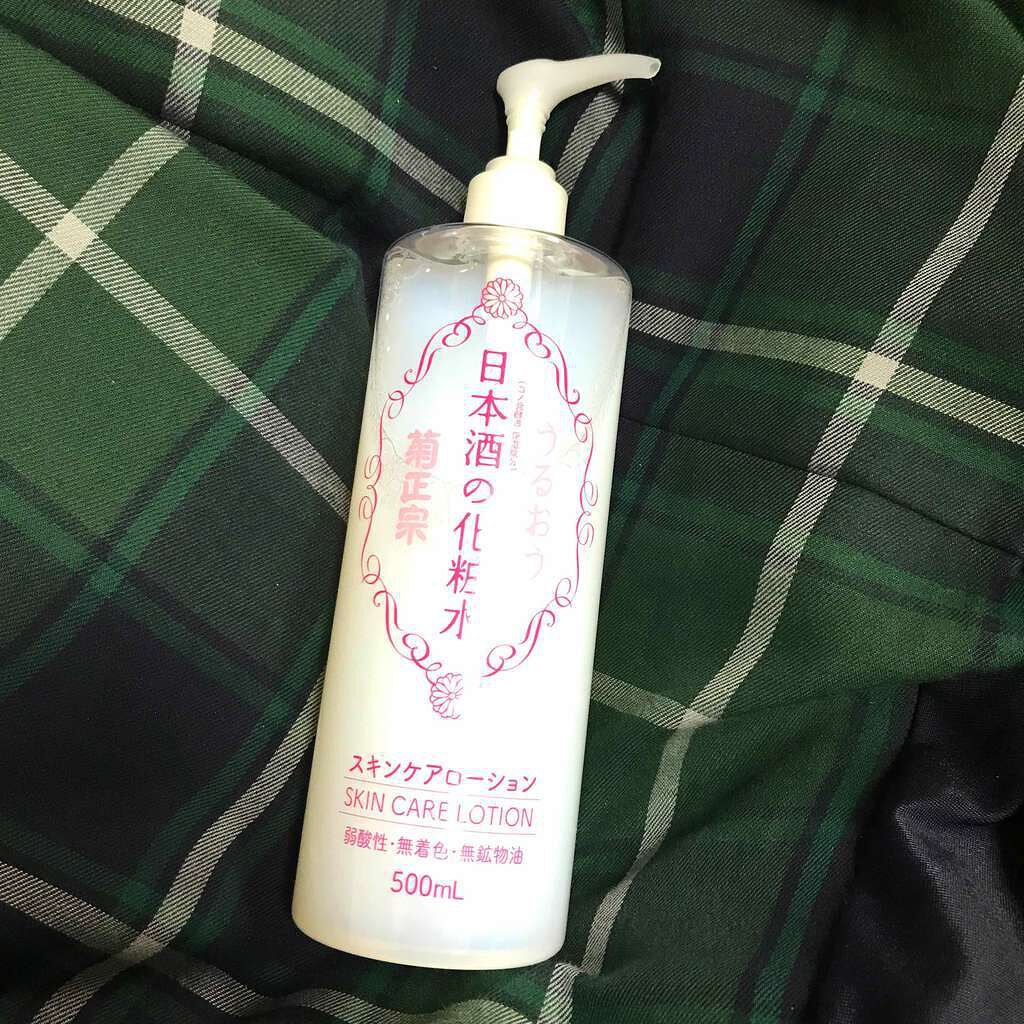 うるおう
日本酒の化粧水
菊正宗
スキンケアローション
SKIN CARE LOTION
弱酸性・無着色・無鉱物油
500mL